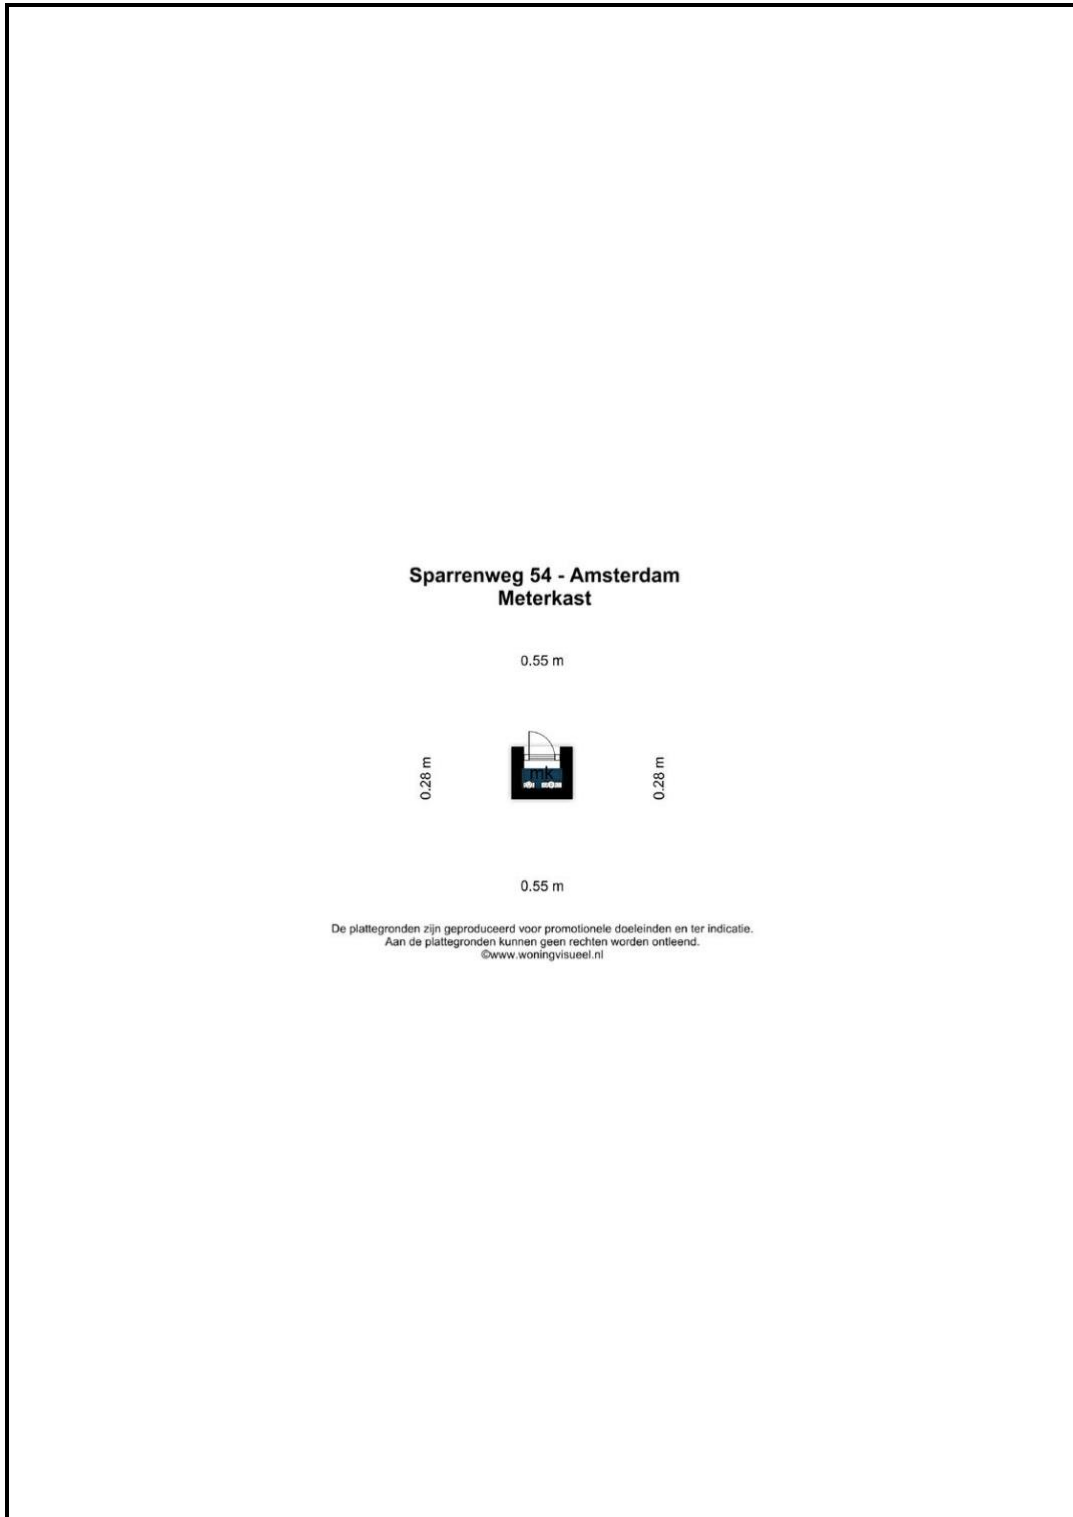 Sparrenweg 54 - Amsterdam
Meterkast
0.55 m
0.28 m
mk
0.28 m
0.55 m
De plattegronden zijn geproduceerd voor promotionele doeleinden en ter indicatie.
Aan de plattegronden kunnen geen rechten worden ontleend.
©www.woningvisueel.nl